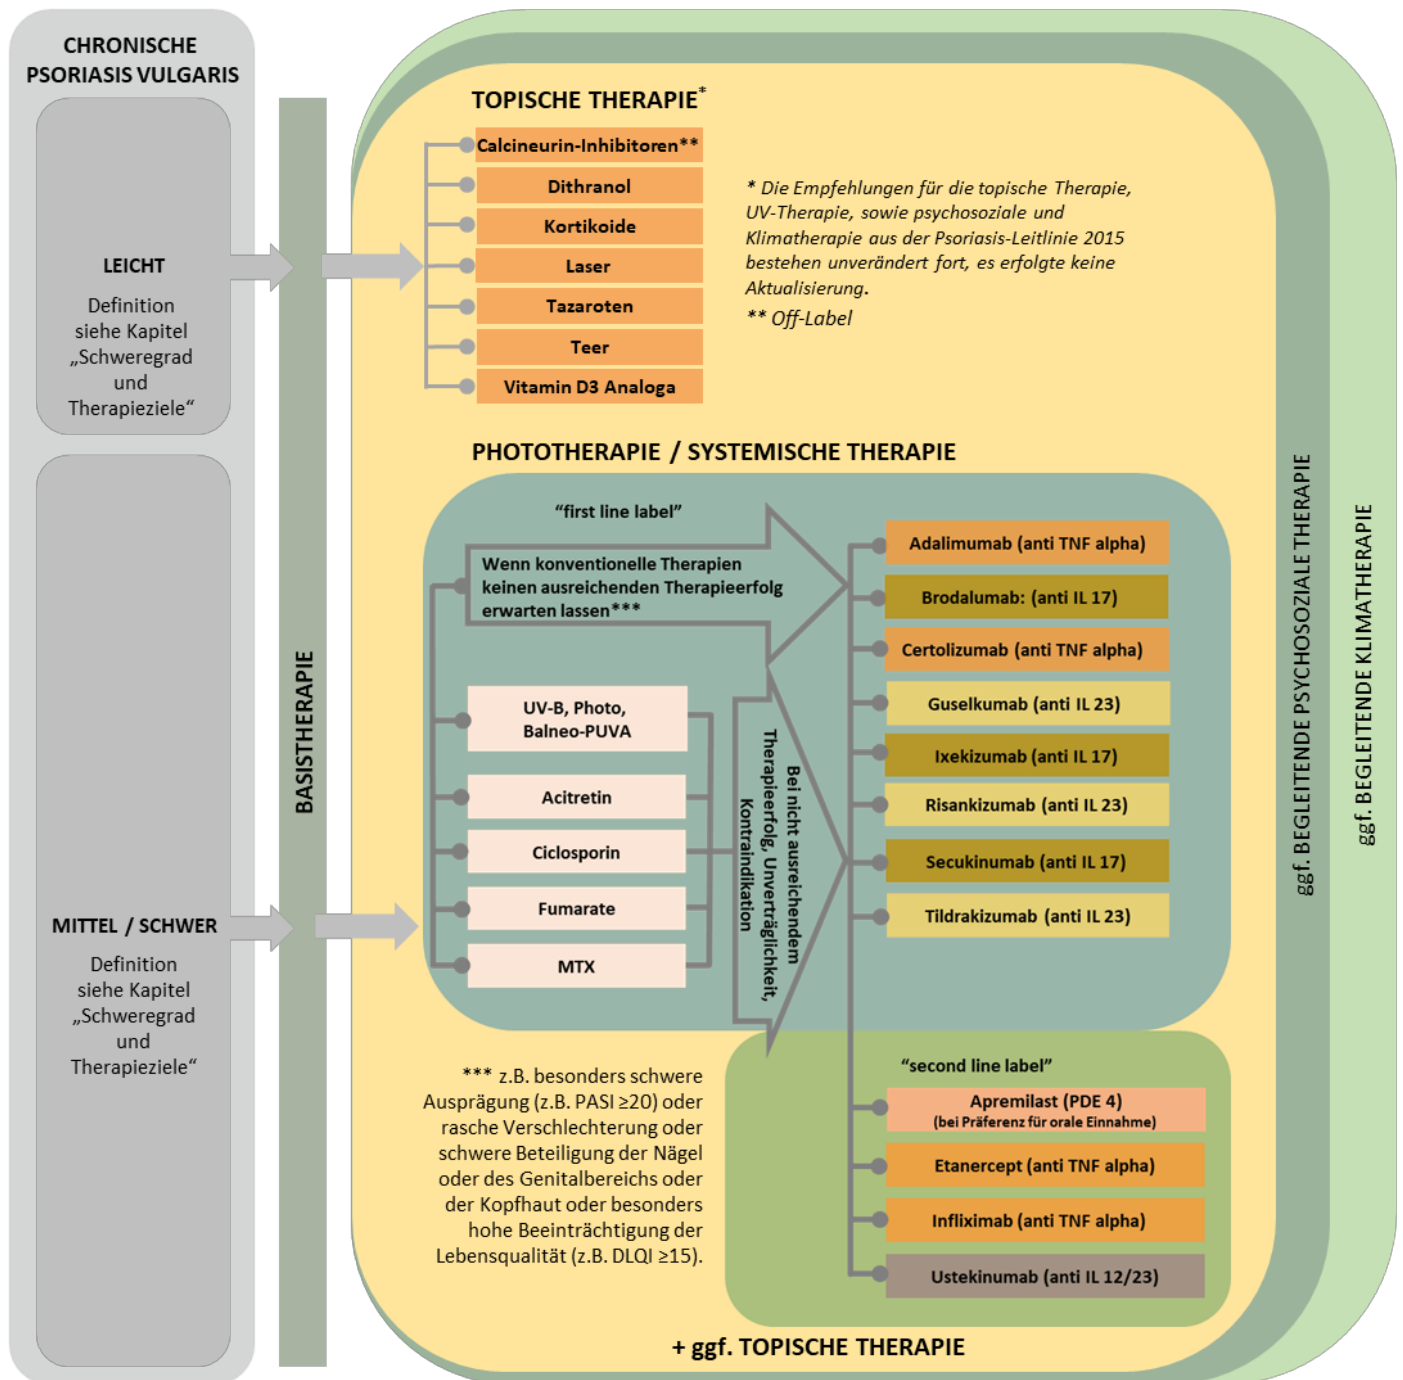 CHRONISCHE
PSORIASIS VULGARIS
LEICHT
Definition
siehe Kapitel
„Schweregrad
und
Therapieziele“
MITTEL / SCHWER
Definition
siehe Kapitel
„Schweregrad
und
Therapieziele“
BASISTHERAPIE
TOPISCHE THERAPIE*
Calcineurin-Inhibitoren**
Dithranol
Kortikoide
Laser
Tazaroten
Teer
Vitamin D3 Analoga
* Die Empfehlungen für die topische Therapie,
UV-Therapie, sowie psychosoziale und
Klimatherapie aus der Psoriasis-Leitlinie 2015
bestehen unverändert fort, es erfolgte keine
Aktualisierung.
** Off-Label
PHOTOTHERAPIE / SYSTEMISCHE THERAPIE
“first line label”
Wenn konventionelle Therapien
keinen ausreichenden Therapieerfolg
erwarten lassen***
UV-B, Photo,
Balneo-PUVA
Acitretin
Ciclosporin
Fumarate
MTX
Bei nicht ausreichendem
Therapieerfolg, Unverträglichkeit,
Kontraindikation
Adalimumab (anti TNF alpha)
Brodalumab: (anti IL 17)
Certolizumab (anti TNF alpha)
Guselkumab (anti IL 23)
Ixekizumab (anti IL 17)
Risankizumab (anti IL 23)
Secukinumab (anti IL 17)
Tildrakizumab (anti IL 23)
“second line label”
Apremilast (PDE 4)
(bei Präferenz für orale Einnahme)
Etanercept (anti TNF alpha)
Infliximab (anti TNF alpha)
Ustekinumab (anti IL 12/23)
*** z.B. besonders schwere
Ausprägung (z.B. PASI ≥20) oder
rasche Verschlechterung oder
schwere Beteiligung der Nägel
oder des Genitalbereichs oder
der Kopfhaut oder besonders
hohe Beeinträchtigung der
Lebensqualität (z.B. DLQI ≥15).
+ ggf. TOPISCHE THERAPIE
ggf. BEGLEITENDE PSYCHOSOZIALE THERAPIE
ggf. BEGLEITENDE KLIMATHERAPIE